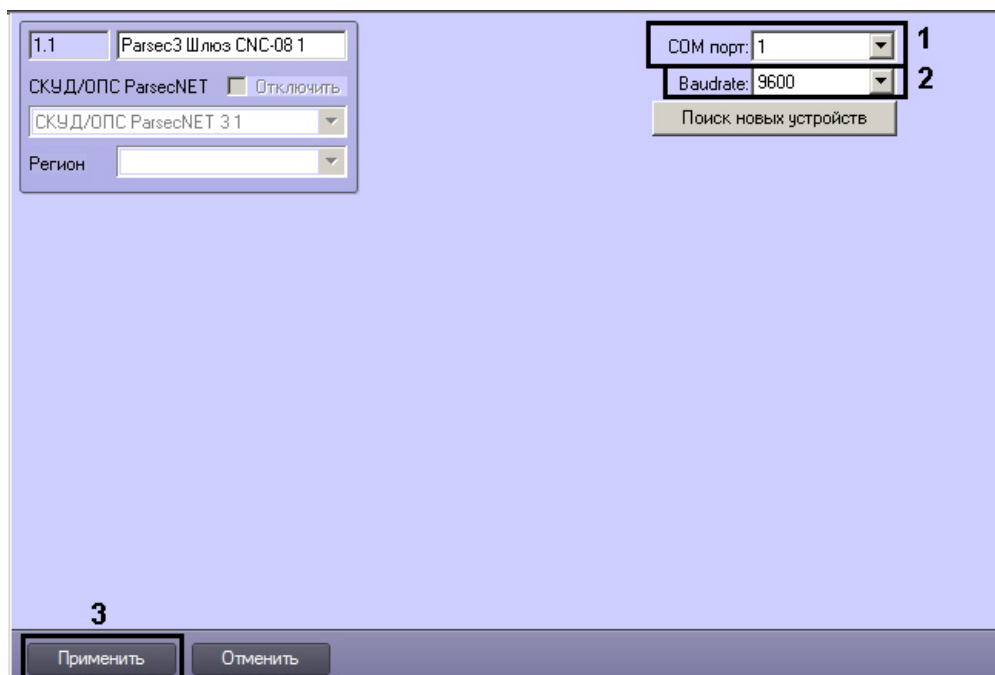 1.1 Parsec3 Шлюз CNC-08 1
СКУД/ОПС ParsecNET Отключить
СКУД/ОПС ParsecNET 3 1
Регион
COM порт: 1 1
Baudrate: 9600 2
Поиск новых устройств
3
Применить Отменить